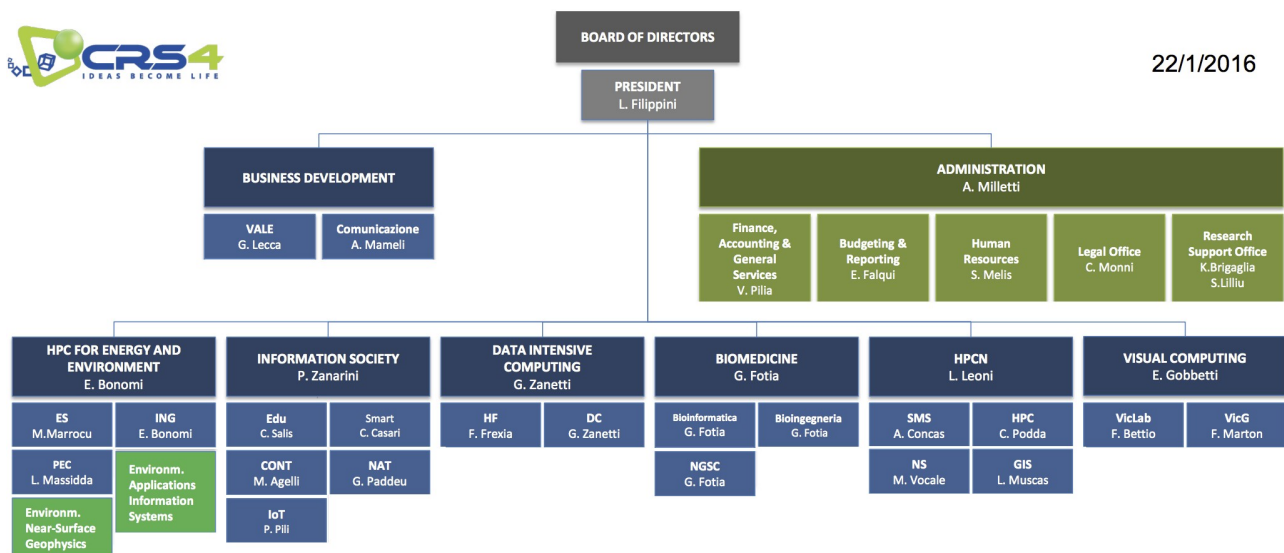 CRS4
IDEAS BECOME LIFE
22/1/2016
BOARD OF DIRECTORS
PRESIDENT
L. Filippini
BUSINESS DEVELOPMENT
VALE
G. Lecca
Comunicazione
A. Mameli
ADMINISTRATION
A. Milletti
Finance,
Accounting &
General
Services
V. Pilia
Budgeting &
Reporting
E. Falqui
Human
Resources
S. Melis
Legal Office
C. Monni
Research
Support Office
K.Brigaglia
S.Lilliu
HPC FOR ENERGY AND
ENVIRONMENT
E. Bonomi
ES
M.Marrocu
ING
E. Bonomi
PEC
L. Massidda
Environm.
Applications
Information
Systems
Environm.
Near-Surface
Geophysics
INFORMATION SOCIETY
P. Zanarini
Edu
C. Salis
Smart
C. Casari
CONT
M. Agelli
NAT
G. Paddeu
IoT
P. Pili
DATA INTENSIVE
COMPUTING
G. Zanetti
HF
F. Frexia
DC
G. Zanetti
BIOMEDICINE
G. Fotia
Bioinformatica
G. Fotia
Bioingegneria
G. Fotia
NGSC
G. Fotia
HPCN
L. Leoni
SMS
A. Concas
HPC
C. Podda
NS
M. Vocale
GIS
L. Muscas
VISUAL COMPUTING
E. Gobbetti
VicLab
F. Bettio
VicG
F. Marton